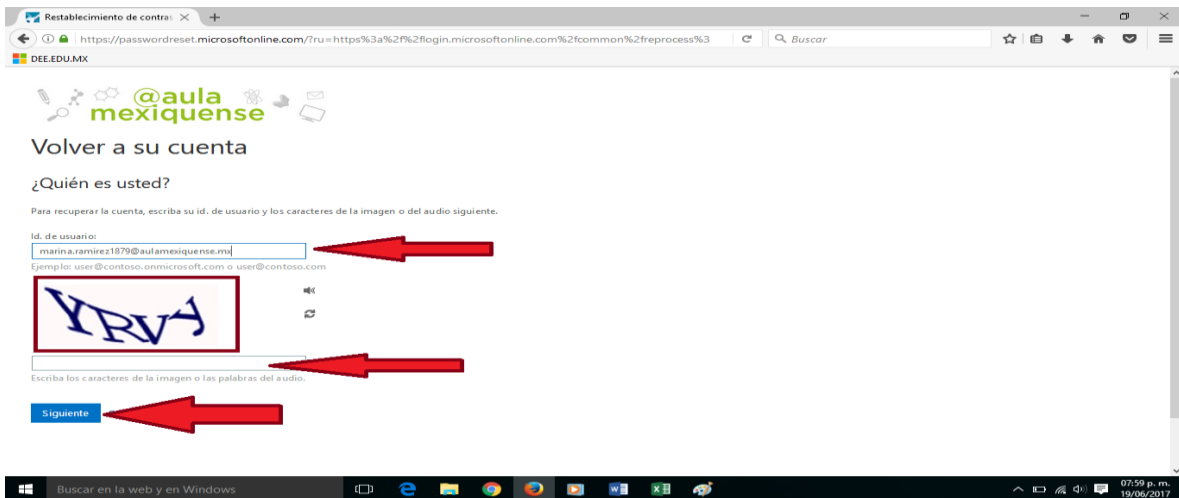 Restablecimiento de contra:
https://passwordreset.microsoftonline.com/?ru=https%3a%2f%2flogin.microsoftonline.com%2fcommon%2freprocess%3
Buscar
DEE.EDU.MX
@aula
mexiquense
Volver a su cuenta
¿Quién es usted?
Para recuperar la cuenta, escriba su id. de usuario y los caracteres de la imagen o del audio siguiente.
Id. de usuario:
marina.ramirez1879@aulamexiquense.mx
Ejemplo: user@contoso.onmicrosoft.com o user@contoso.com
YRVY
Escriba los caracteres de la imagen o las palabras del audio.
Siguiente
Buscar en la web y en Windows
07:59 p. m.
19/06/2017